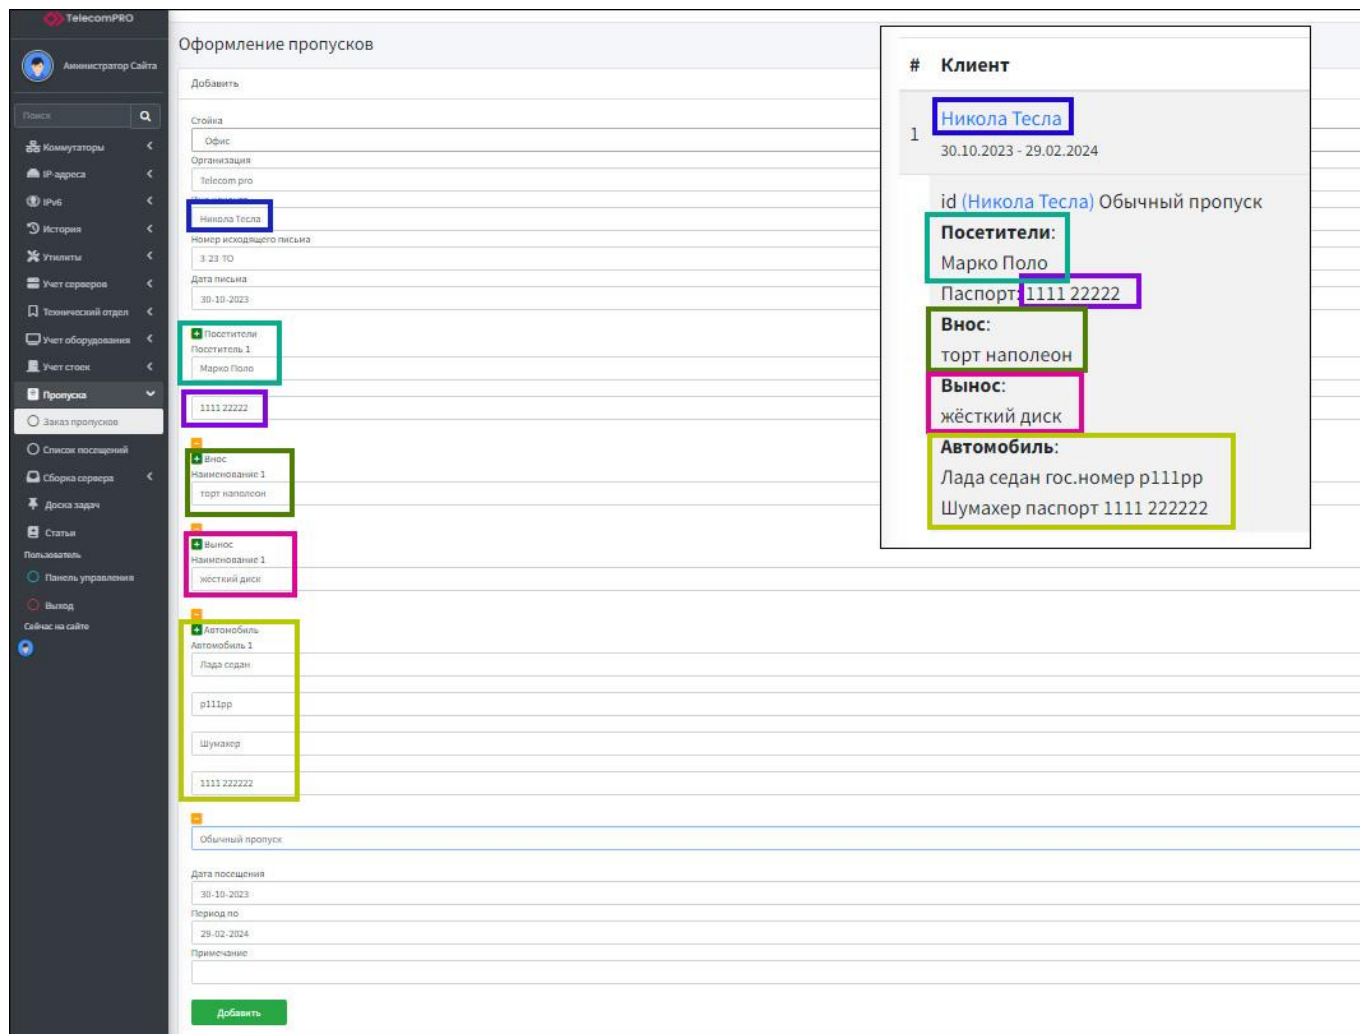 TelecomPRO
Администратор Сайта
Поиск
Коммутаторы
IP-адреса
IPv6
История
Утилиты
Учет серверов
Технический отдел
Учет оборудования
Учет стоек
Пропуска
Заказ пропусков
Список посещений
Сборка сервера
Доска задач
Статьи
Пользователь
Панель управления
Выход
Сейчас на сайте
Оформление пропусков
Добавить
Стойка
Офис
Организация
Telecom pro
Никола Тесла
Номер исходящего письма
3-23-ТО
Дата письма
30-10-2023
Посетители
Посетитель 1
Марко Поло
1111 22222
Внос
Наименование 1
торт наполеон
Вынос
Наименование 1
жёсткий диск
Автомобиль
Автомобиль 1
Лада седан
р111рр
Шумахер
1111 222222
Обычный пропуск
Дата посещения
30-10-2023
Период по
29-02-2024
Примечание
Добавить
# Клиент
1 Никола Тесла
30.10.2023 - 29.02.2024
id (Никола Тесла) Обычный пропуск
Посетители:
Марко Поло
Паспорт: 1111 22222
Внос:
торт наполеон
Вынос:
жёсткий диск
Автомобиль:
Лада седан гос.номер р111рр
Шумахер паспорт 1111 222222